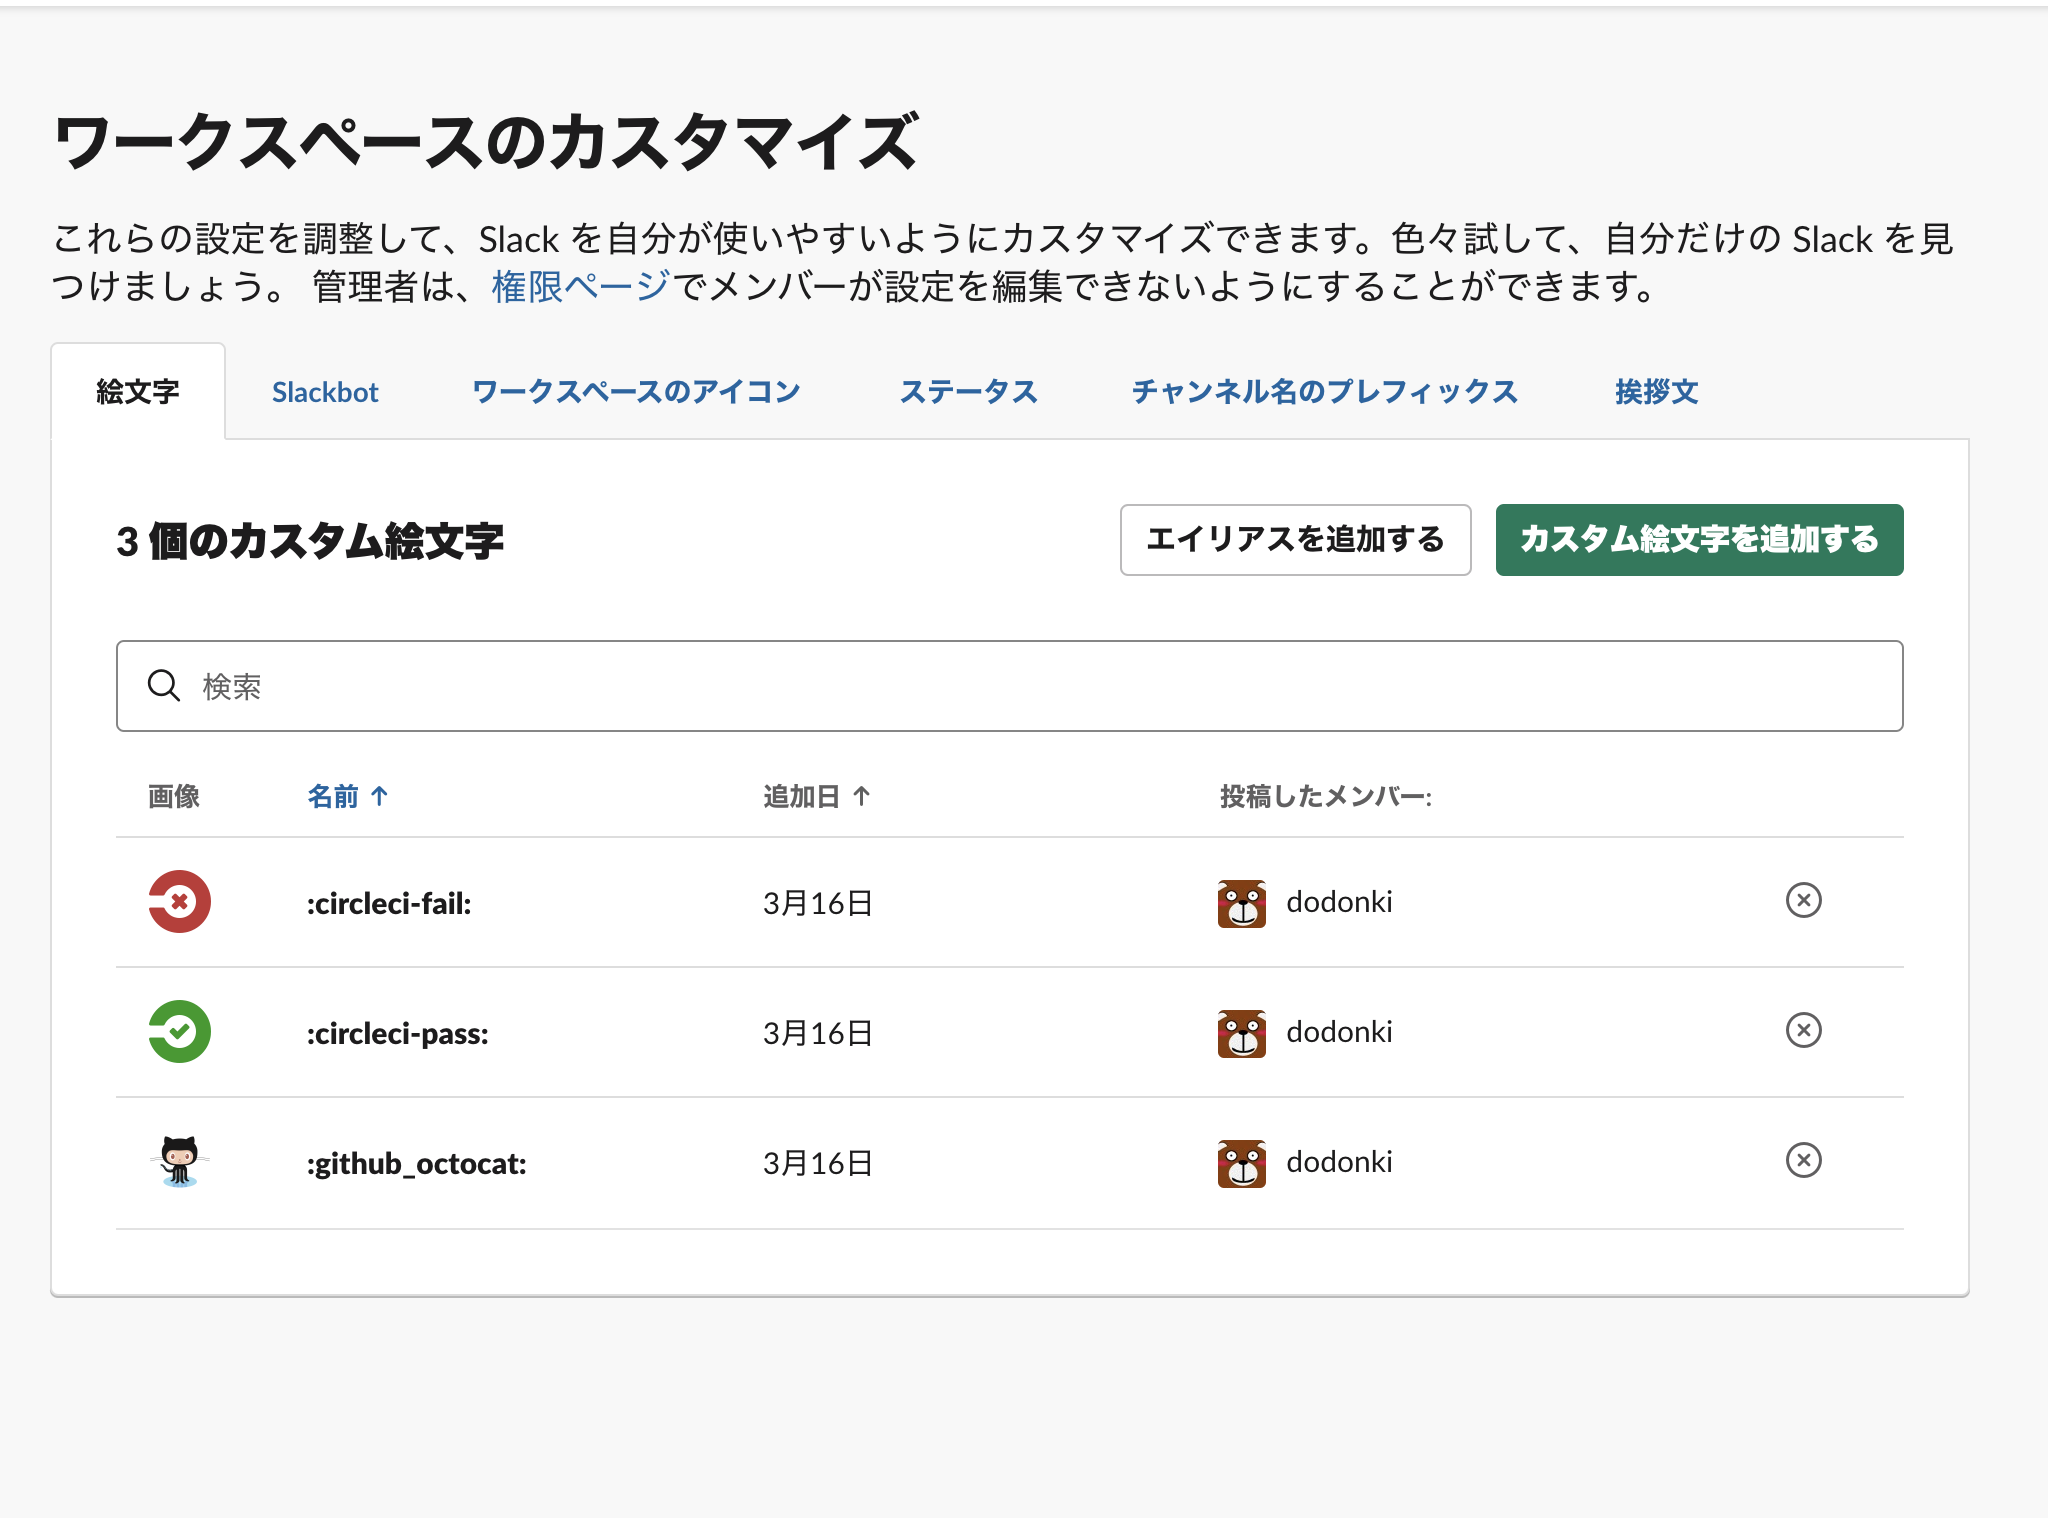 ワークスペースのカスタマイズ
これらの設定を調整して、Slack を自分が使いやすいようにカスタマイズできます。色々試して、自分だけの Slack を見
つけましょう。 管理者は、権限ページでメンバーが設定を編集できないようにすることができます。
絵文字 Slackbot ワークスペースのアイコン ステータス チャンネル名のプレフィックス 挨拶文
3 個のカスタム絵文字 エイリアスを追加する カスタム絵文字を追加する
検索
画像 名前 ↑ 追加日 ↑ 投稿したメンバー:
:circleci-fail: 3月16日 dodonki
:circleci-pass: 3月16日 dodonki
:github_octocat: 3月16日 dodonki